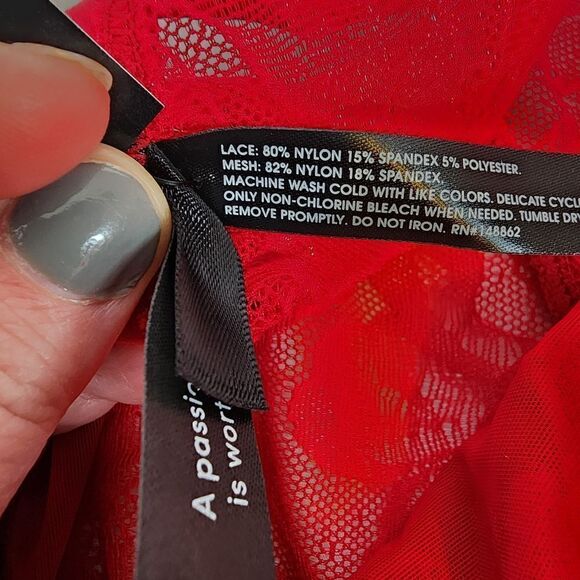 LACE: 80% NYLON 15% SPANDEX 5% POLYESTER.
MESH: 82% NYLON 18% SPANDEX.
MACHINE WASH COLD WITH LIKE COLORS. DELICATE CYCL
ONLY NON-CHLORINE BLEACH WHEN NEEDED. TUMBLE DRY
REMOVE PROMPTLY. DO NOT IRON. RN#148862
A passi
is wort